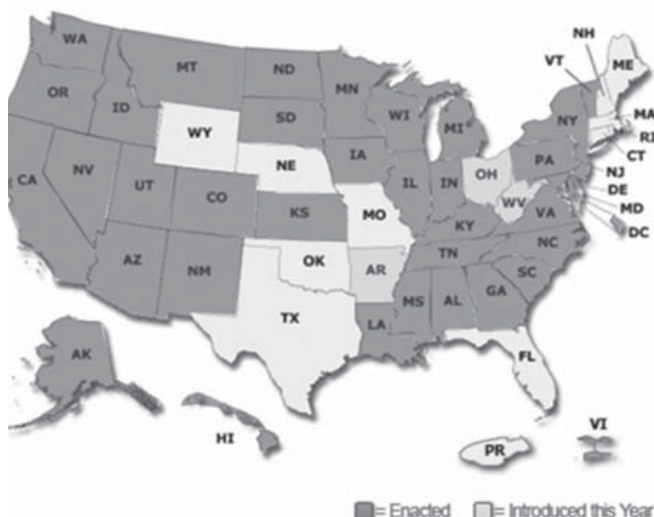 WA
MT
ND
MN
OR
ID
SD
WI
MI
WY
NH
VT
ME
NY
MA
RI
CT
NV
UT
NE
IA
IL
IN
OH
PA
NJ
DE
MD
DC
CA
CO
KS
MO
KY
WV
VA
AZ
NM
OK
AR
TN
NC
SC
TX
LA
MS
AL
GA
FL
AK
HI
PR
VI
= Enacted = Introduced this Year